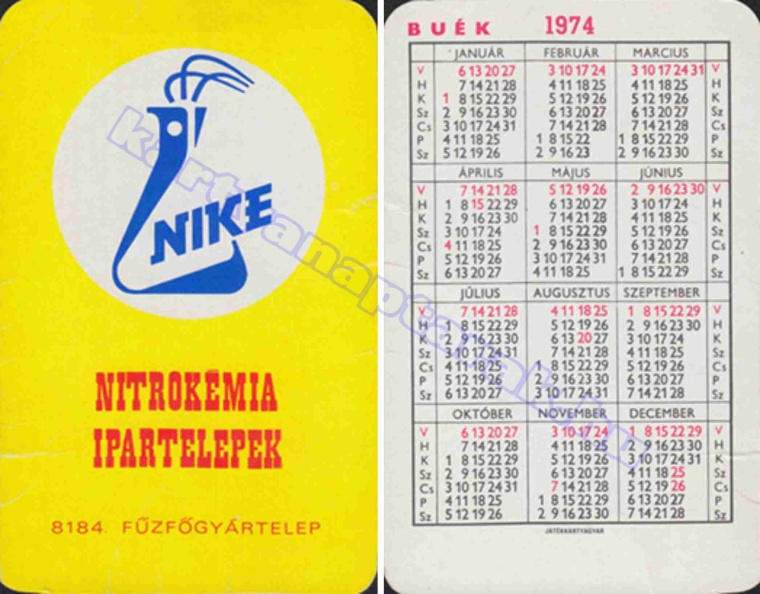 NIKE
NITROKÉMIA
IPARTELEPEK
8184. FŰZFŐGYÁRTELEP
kartyanaptarak.hu
BUÉK 1974
JANUÁR FEBRUÁR MÁRCIUS
V 6 13 20 27 3 10 17 24 3 10 17 24 31 V
H 7 14 21 28 4 11 18 25 4 11 18 25 H
K 1 8 15 22 29 5 12 19 26 5 12 19 26 K
Sz 2 9 16 23 30 6 13 20 27 6 13 20 27 Sz
Cs 3 10 17 24 31 7 14 21 28 7 14 21 28 Cs
P 4 11 18 25 1 8 15 22 1 8 15 22 29 P
Sz 5 12 19 26 2 9 16 23 2 9 16 23 30 Sz
ÁPRILIS MÁJUS JÚNIUS
V 7 14 21 28 5 12 19 26 2 9 16 23 30 V
H 1 8 15 22 29 6 13 20 27 3 10 17 24 H
K 2 9 16 23 30 7 14 21 28 4 11 18 25 K
Sz 3 10 17 24 1 8 15 22 29 5 12 19 26 Sz
Cs 4 11 18 25 2 9 16 23 30 6 13 20 27 Cs
P 5 12 19 26 3 10 17 24 31 7 14 21 28 P
Sz 6 13 20 27 4 11 18 25 1 8 15 22 29 Sz
JÚLIUS AUGUSZTUS SZEPTEMBER
V 7 14 21 28 4 11 18 25 1 8 15 22 29 V
H 1 8 15 22 29 5 12 19 26 2 9 16 23 30 H
K 2 9 16 23 30 6 13 20 27 3 10 17 24 K
Sz 3 10 17 24 31 7 14 21 28 4 11 18 25 Sz
Cs 4 11 18 25 1 8 15 22 29 5 12 19 26 Cs
P 5 12 19 26 2 9 16 23 30 6 13 20 27 P
Sz 6 13 20 27 3 10 17 24 31 7 14 21 28 Sz
OKTÓBER NOVEMBER DECEMBER
V 6 13 20 27 3 10 17 24 1 8 15 22 29 V
H 7 14 21 28 4 11 18 25 2 9 16 23 30 H
K 1 8 15 22 29 5 12 19 26 3 10 17 24 31 K
Sz 2 9 16 23 30 6 13 20 27 4 11 18 25 Sz
Cs 3 10 17 24 31 7 14 21 28 5 12 19 26 Cs
P 4 11 18 25 1 8 15 22 29 6 13 20 27 P
Sz 5 12 19 26 2 9 16 23 30 7 14 21 28 Sz
JÁTÉKKÁRTYAGYÁR